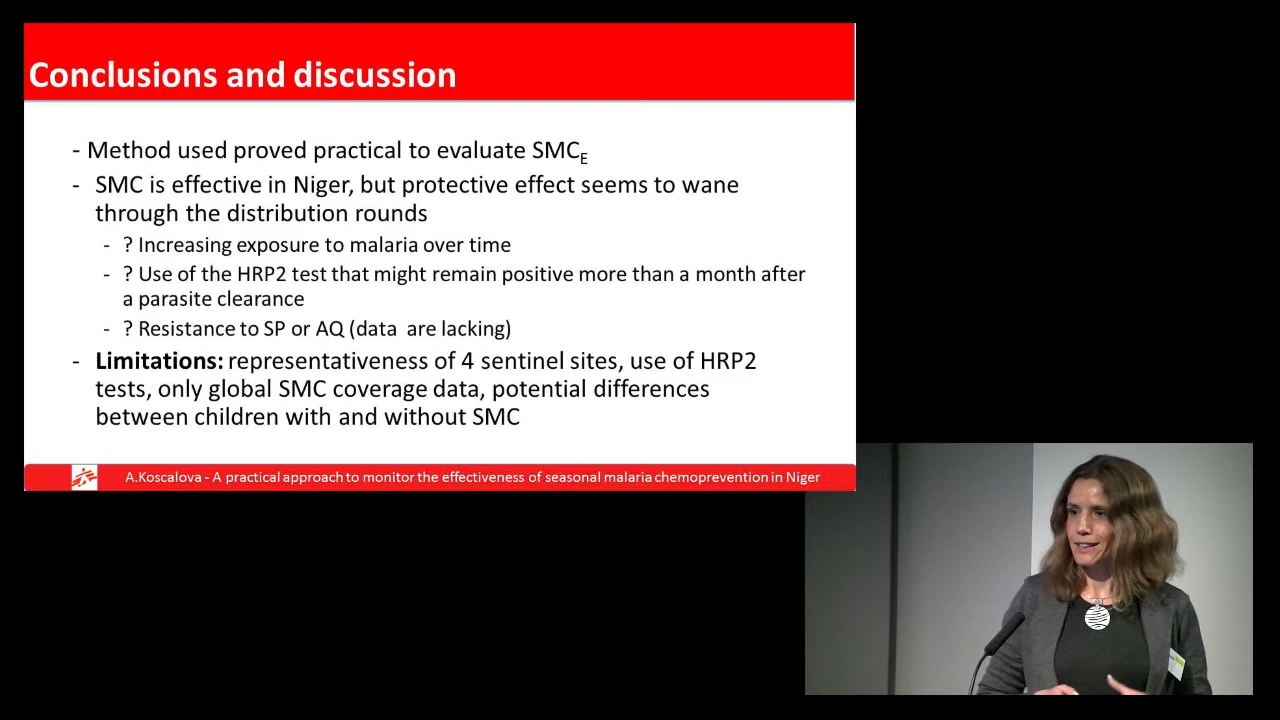 Conclusions and discussion
- Method used proved practical to evaluate SMCE
- SMC is effective in Niger, but protective effect seems to wane
through the distribution rounds
- ? Increasing exposure to malaria over time
- ? Use of the HRP2 test that might remain positive more than a month after
a parasite clearance
- ? Resistance to SP or AQ (data are lacking)
- Limitations: representativeness of 4 sentinel sites, use of HRP2
tests, only global SMC coverage data, potential differences
between children with and without SMC
A.Koscalova - A practical approach to monitor the effectiveness of seasonal malaria chemoprevention in Niger